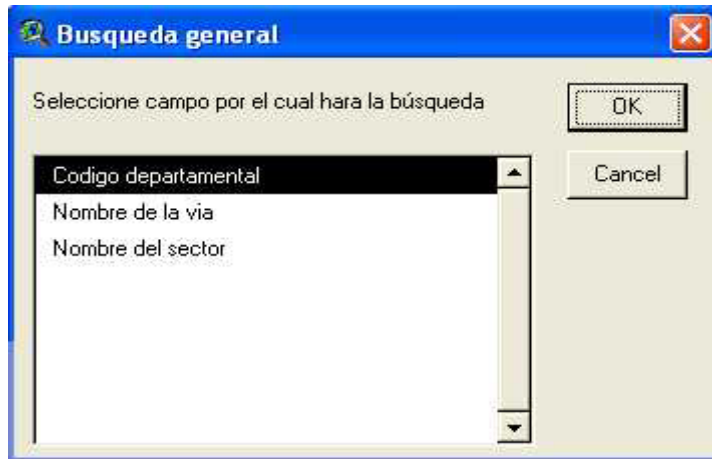 Busqueda general
Seleccione campo por el cual hara la búsqueda
OK
Cancel
Codigo departamental
Nombre de la via
Nombre del sector